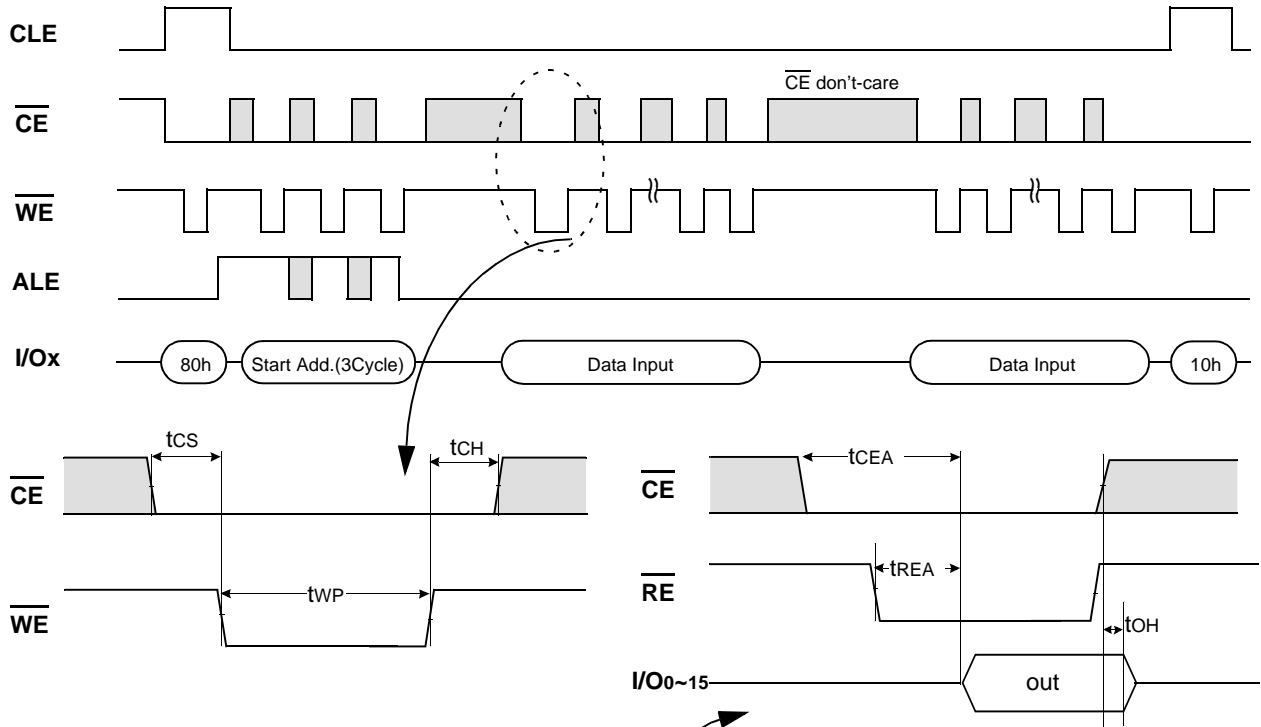 CLE
CE don't-care
CE
WE
ALE
I/Ox 80h Start Add.(3Cycle) Data Input Data Input 10h
tCS tCH
CE
tWP
WE
tCEA
CE
tREA
RE
tOH
I/O0~15 out